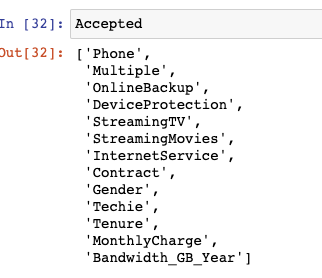 In [32]: Accepted
Out[32]: ['Phone',
'Multiple',
'OnlineBackup',
'DeviceProtection',
'StreamingTV',
'StreamingMovies',
'InternetService',
'Contract',
'Gender',
'Techie',
'Tenure',
'MonthlyCharge',
'Bandwidth_GB_Year']